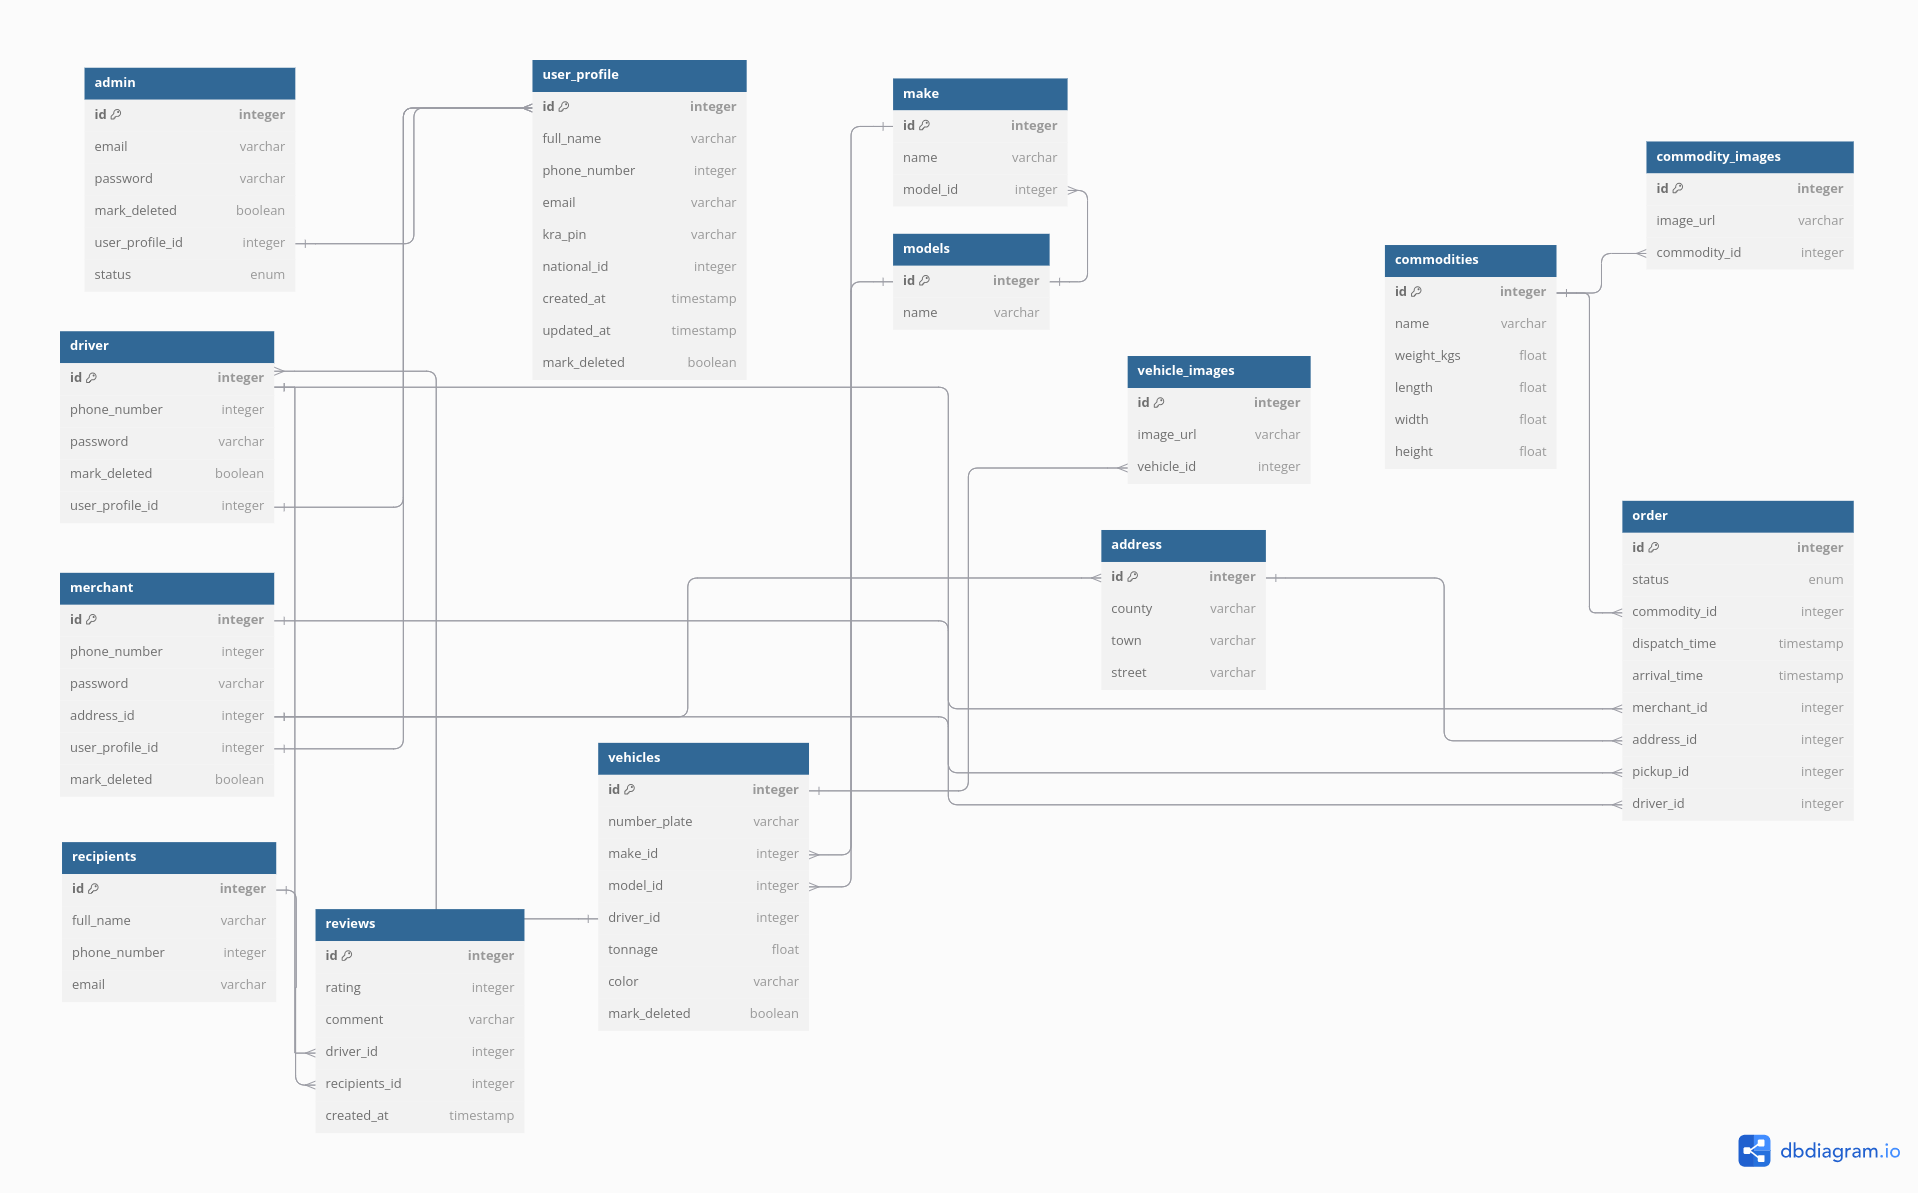 admin
id integer
email varchar
password varchar
mark_deleted boolean
user_profile_id integer
status enum
user_profile
id integer
full_name varchar
phone_number integer
email varchar
kra_pin varchar
national_id integer
created_at timestamp
updated_at timestamp
mark_deleted boolean
make
id integer
name varchar
model_id integer
models
id integer
name varchar
commodity_images
id integer
image_url varchar
commodity_id integer
commodities
id integer
name varchar
weight_kgs float
length float
width float
height float
driver
id integer
phone_number integer
password varchar
mark_deleted boolean
user_profile_id integer
vehicle_images
id integer
image_url varchar
vehicle_id integer
order
id integer
status enum
commodity_id integer
dispatch_time timestamp
arrival_time timestamp
merchant_id integer
address_id integer
pickup_id integer
driver_id integer
address
id integer
county varchar
town varchar
street varchar
merchant
id integer
phone_number integer
password varchar
address_id integer
user_profile_id integer
mark_deleted boolean
vehicles
id integer
number_plate varchar
make_id integer
model_id integer
driver_id integer
tonnage float
color varchar
mark_deleted boolean
recipients
id integer
full_name varchar
phone_number integer
email varchar
reviews
id integer
rating integer
comment varchar
driver_id integer
recipients_id integer
created_at timestamp
dbdiagram.io